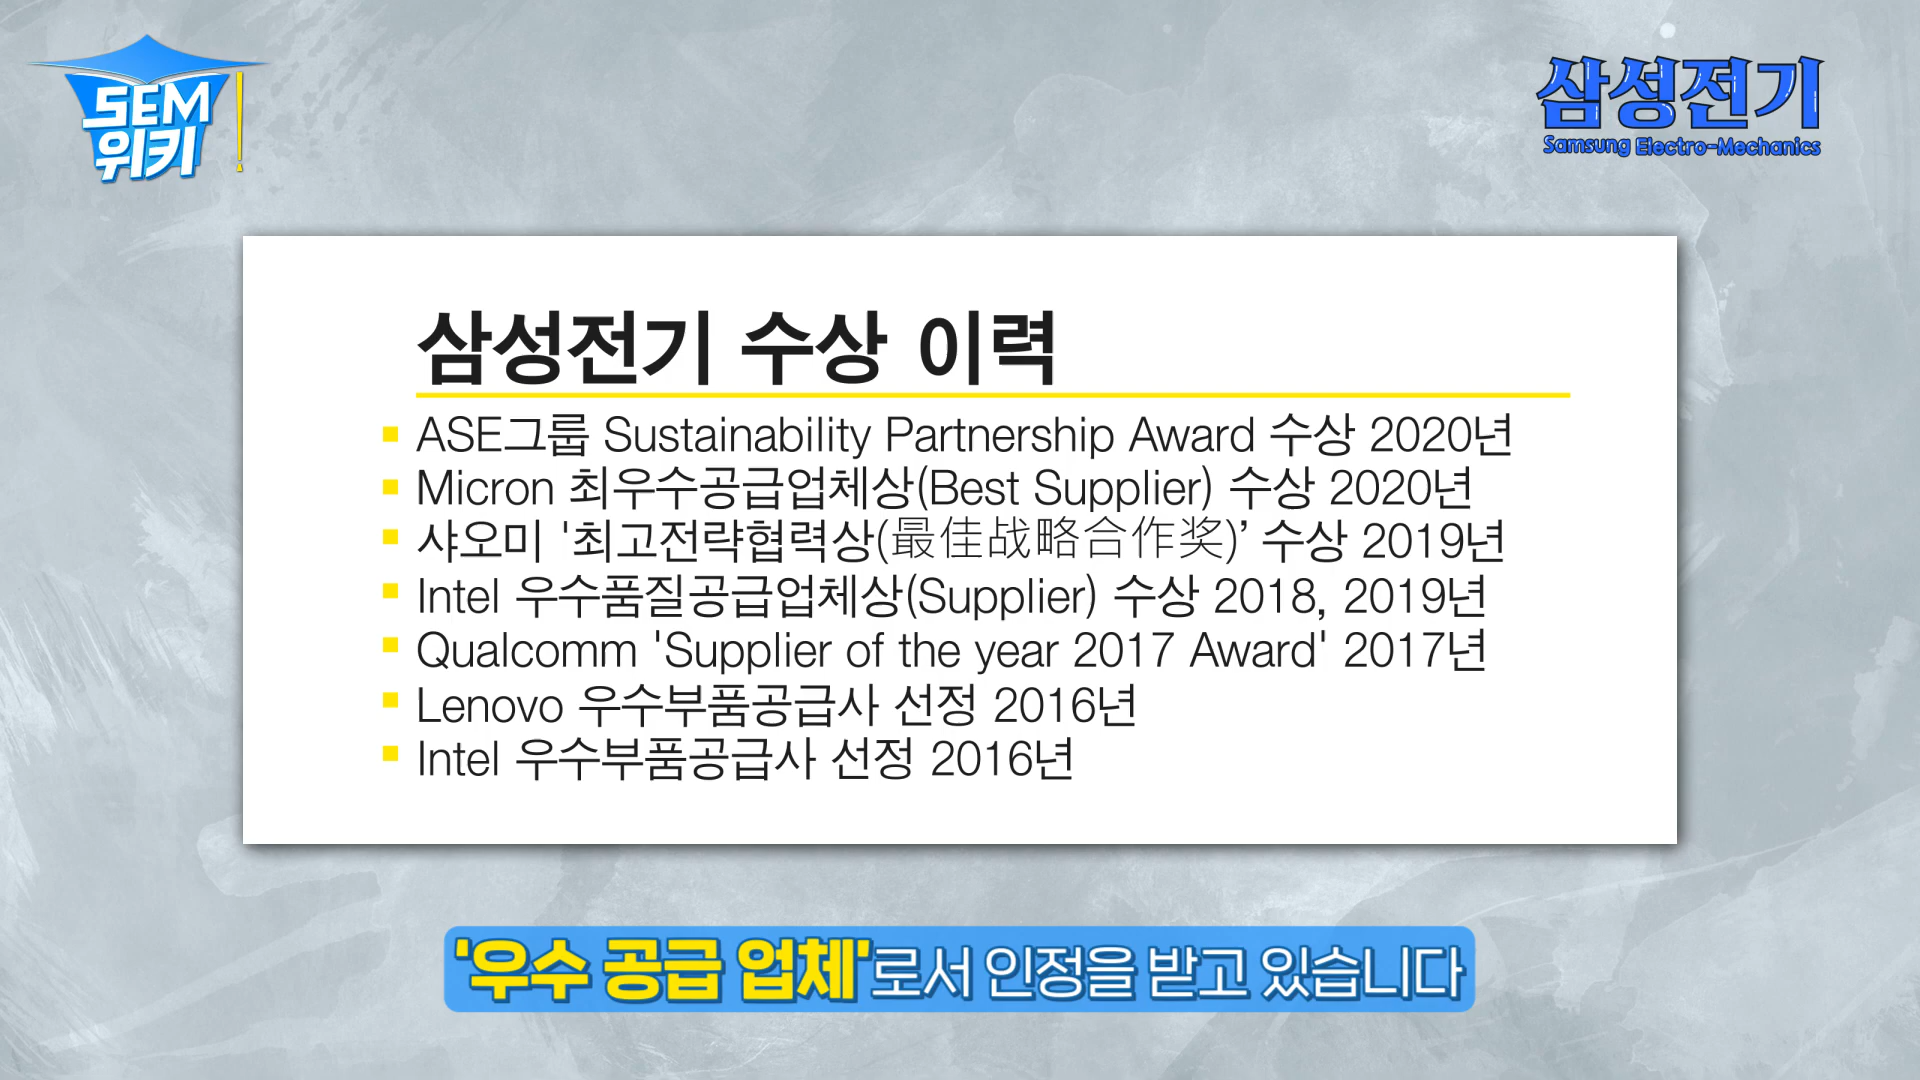 SEM
위키
삼성전기
Samsung Electro-Mechanics
삼성전기 수상 이력
ASE그룹 Sustainability Partnership Award 수상 2020년
Micron 최우수공급업체상(Best Supplier) 수상 2020년
샤오미 '최고전략협력상(最佳战略合作奖)’ 수상 2019년
Intel 우수품질공급업체상(Supplier) 수상 2018, 2019년
Qualcomm 'Supplier of the year 2017 Award' 2017년
Lenovo 우수부품공급사 선정 2016년
Intel 우수부품공급사 선정 2016년
'우수 공급 업체'로서 인정을 받고 있습니다